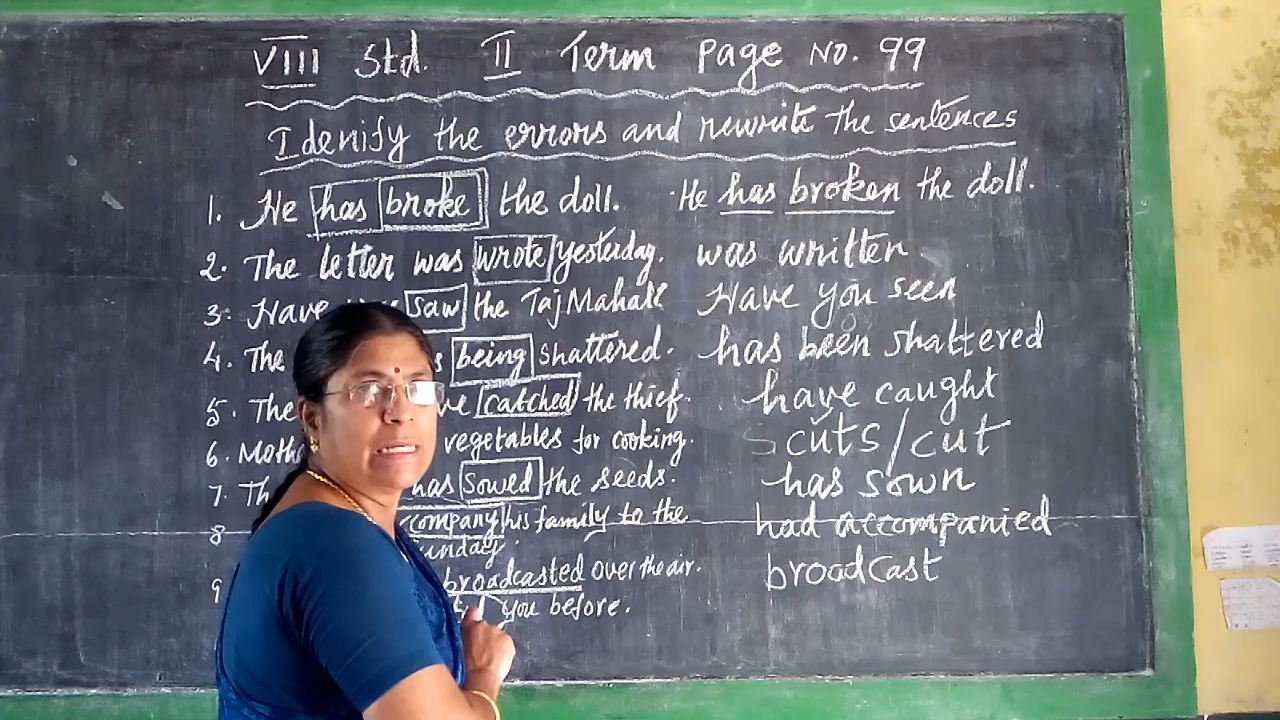 VIII Std. II Term Page No. 99
Idenify the errors and rewrite the sentences
1. He has broke the doll. He has broken the doll.
2. The letter was wrote yesterday. was written
3. Have saw the Taj Mahall Have you seen
4. The being shattered. has been shattered
5. The catched the thief. have caught
6. vegetables for cooking. cuts/cut
7. has sowed the seeds. has sown
8 company his family to the had accompanied
9 broadcasted over the air. broadcast
you before.